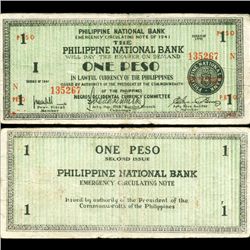 PHILIPPINE NATIONAL BANK
EMERGENCY CIRCULATING NOTE OF 1941
THE
PHILIPPINE NATIONAL BANK
WILL PAY THE BEARER ON DEMAND
1 ONE PESO 135267
IN LAWFUL CURRENCY OF THE PHILIPPINES
ISSUED BY AUTHORITY OF THE PRESIDENT OF THE COMMONWEALTH OF THE PHILIPPINES
135267 NEGROS OCCIDENTAL CURRENCY COMMITTEE
1 1
ONE PESO
SECOND ISSUE
PHILIPPINE NATIONAL BANK
EMERGENCY CIRCULATING NOTE
Issued by authority of the President of the
Commonwealth of the Philippines
1 1